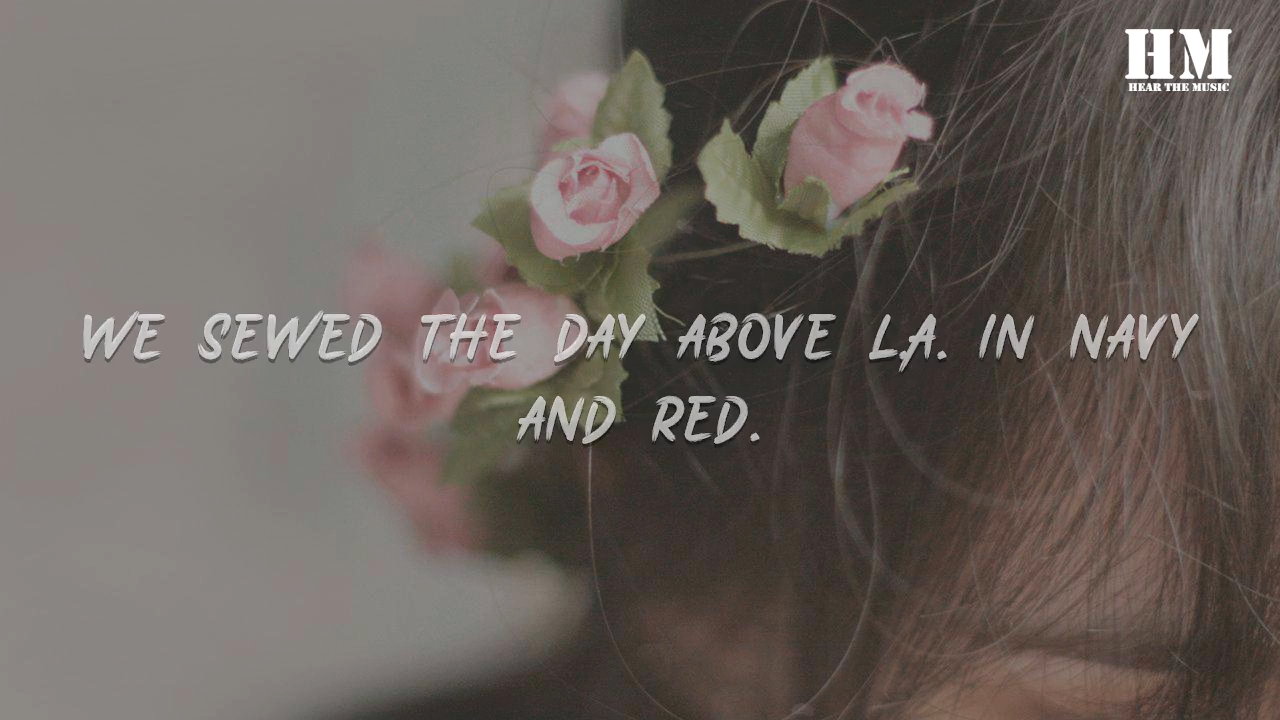 HM
HEAR THE MUSIC
WE SEWED THE DAY ABOVE L.A. IN NAVY
AND RED.